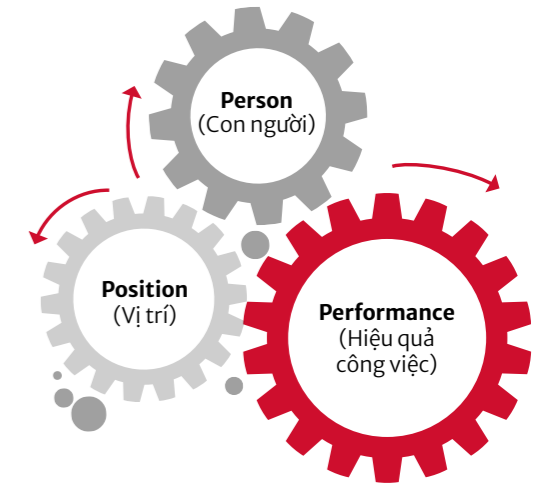 Person
(Con người)
Position
(Vị trí)
Performance
(Hiệu quả
công việc)